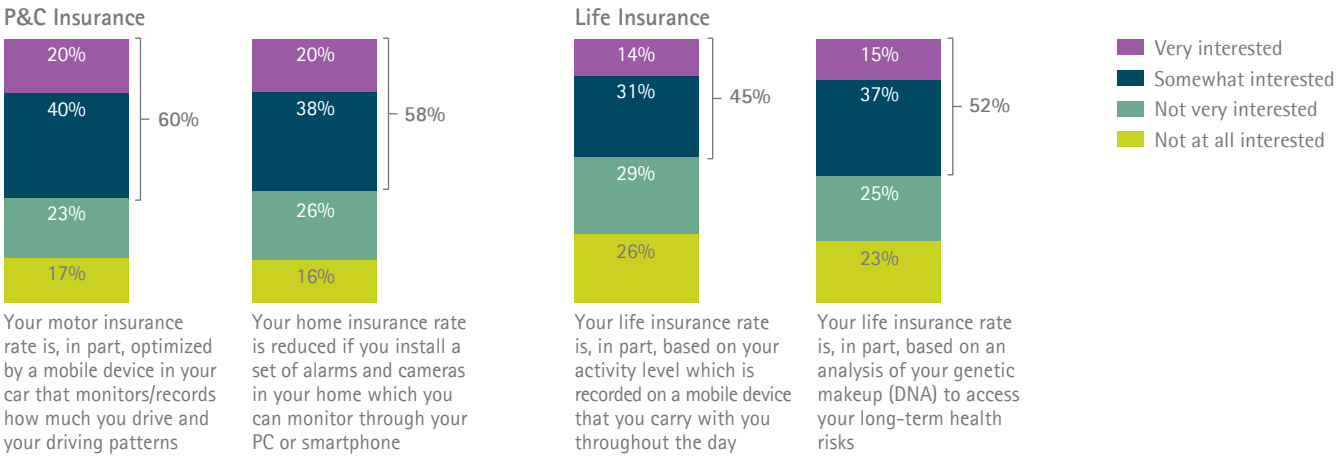 P&C Insurance
20%
40%
23%
17%
60%
Your motor insurance
rate is, in part, optimized
by a mobile device in your
car that monitors/records
how much you drive and
your driving patterns
20%
38%
26%
16%
58%
Your home insurance rate
is reduced if you install a
set of alarms and cameras
in your home which you
can monitor through your
PC or smartphone
Life Insurance
14%
31%
29%
26%
45%
Your life insurance rate
is, in part, based on your
activity level which is
recorded on a mobile device
that you carry with you
throughout the day
15%
37%
25%
23%
52%
Your life insurance rate
is, in part, based on an
analysis of your genetic
makeup (DNA) to access
your long-term health
risks
Very interested
Somewhat interested
Not very interested
Not at all interested